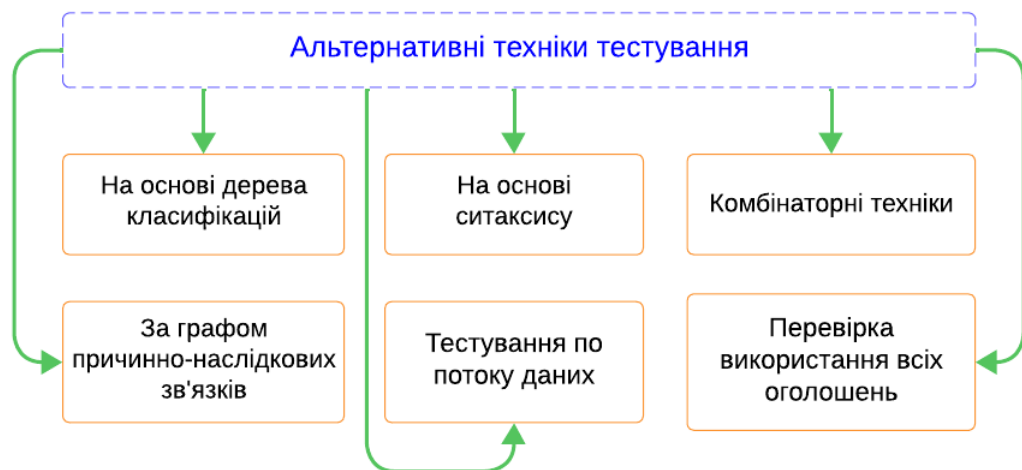 Альтернативні техніки тестування
На основі дерева
класифікацій
На основі
ситаксису
Комбінаторні техніки
За графом
причинно-наслідкових
зв'язків
Тестування по
потоку даних
Перевірка
використання всіх
оголошень